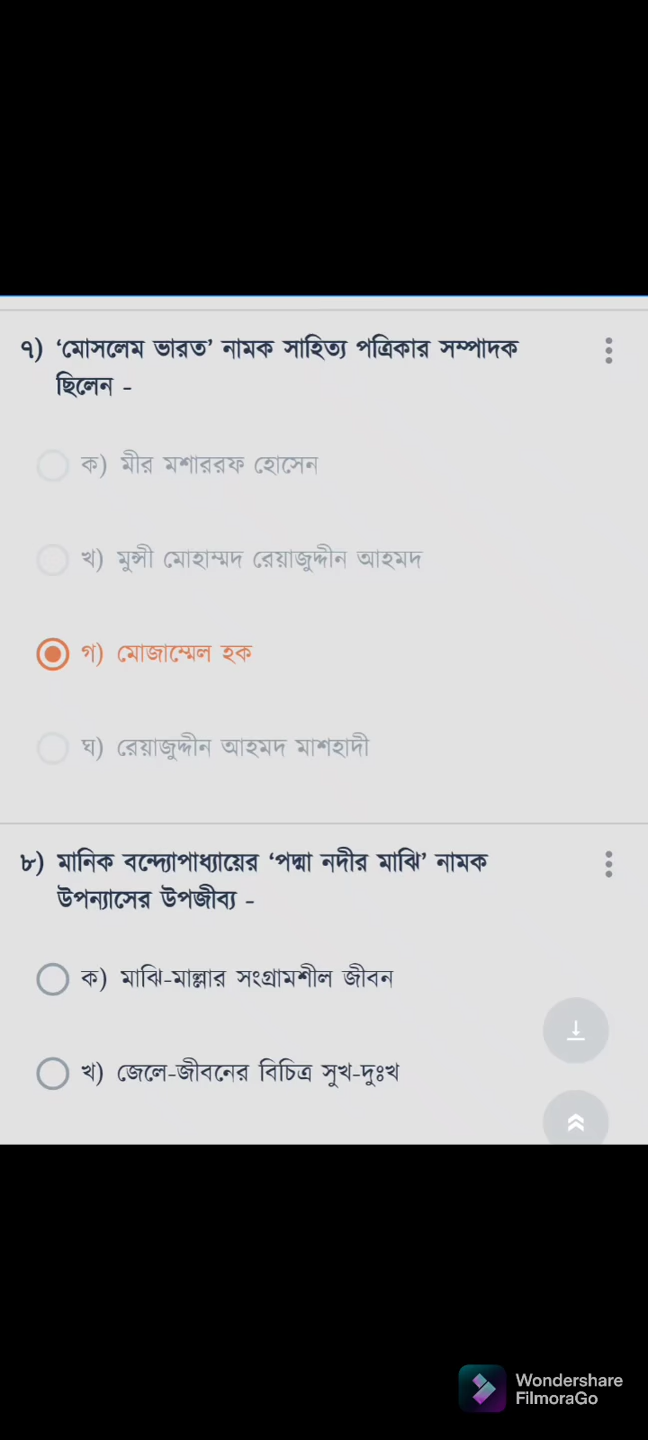 ৭) ‘মোসলেম ভারত’ নামক সাহিত্য পত্রিকার সম্পাদক
ছিলেন -
ক) মীর মশাররফ হোসেন
খ) মুন্সী মোহাম্মদ রেয়াজুদ্দীন আহমদ
গ) মোজাম্মেল হক
ঘ) রেয়াজুদ্দীন আহমদ মাশহাদী
৮) মানিক বন্দ্যোপাধ্যায়ের ‘পদ্মা নদীর মাঝি’ নামক
উপন্যাসের উপজীব্য -
ক) মাঝি-মাল্লার সংগ্রামশীল জীবন
খ) জেলে-জীবনের বিচিত্র সুখ-দুঃখ
Wondershare
FilmoraGo